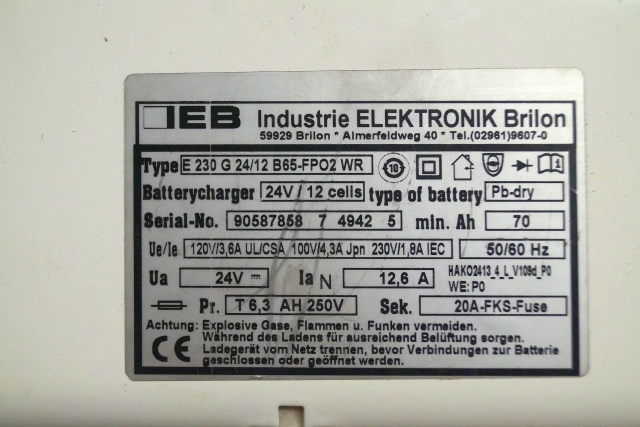 IEB Industrie ELEKTRONIK Brilon
59929 Brilon * Almerfeldweg 40 * Tel.(02961)9607-0
Type E 230 G 24/12 B65-FPO2 WR 10
Batterycharger 24V / 12 cells type of battery Pb-dry
Serial-No. 90587858 7 4942 5 min. Ah 70
Ue/Ie 120V/3,6A UL/CSA 100V/4,3A Jpn 230V/1,8A IEC 50/60 Hz
Ua 24V Ia N 12,6 A HAKO2413_4_L_V109d_P0
WE: P0
Pr. T 6,3 AH 250V Sek. 20A-FKS-Fuse
Achtung: Explosive Gase, Flammen u. Funken vermeiden.
Während des Ladens für ausreichend Belüftung sorgen.
Ladegerät vom Netz trennen, bevor Verbindungen zur Batterie
CE geschlossen oder geöffnet werden.